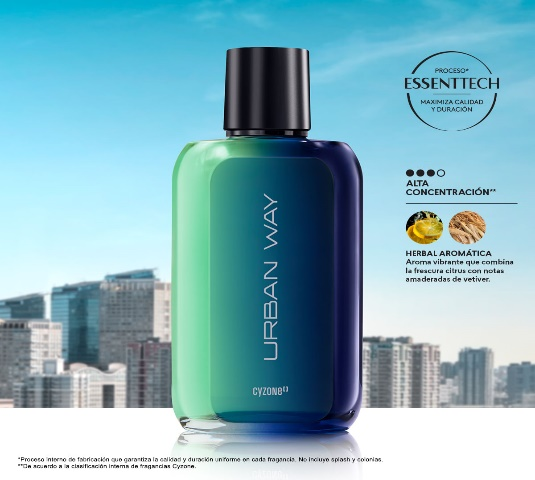 PROCESO*
ESSENTTECH
MAXIMIZA CALIDAD
Y DURACIÓN
ALTA
CONCENTRACIÓN**
HERBAL AROMÁTICA
Aroma vibrante que combina
la frescura citrus con notas
amaderadas de vetiver.
URBAN WAY
CYZONE
*Proceso interno de fabricación que garantiza la calidad y duración uniforme en cada fragancia. No incluye splash y colonias.
**De acuerdo a la clasificación interna de fragancias Cyzone.